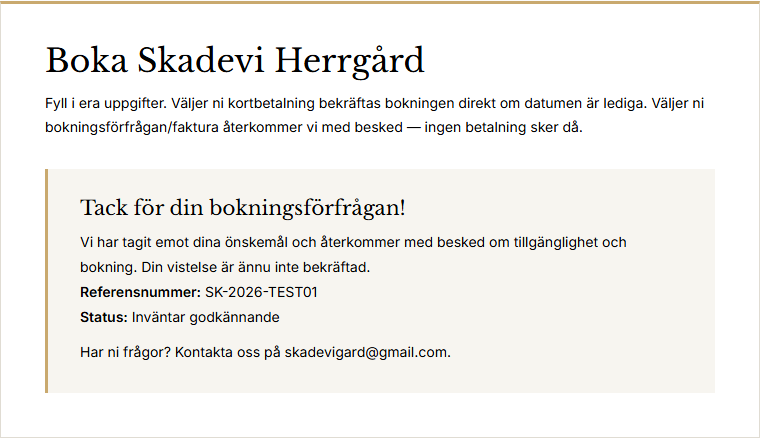 Boka Skadevi Herrgård
Fyll i era uppgifter. Väljer ni kortbetalning bekräftas bokningen direkt om datumen är lediga. Väljer ni
bokningsförfrågan/faktura återkommer vi med besked — ingen betalning sker då.
Tack för din bokningsförfrågan!
Vi har tagit emot dina önskemål och återkommer med besked om tillgänglighet och
bokning. Din vistelse är ännu inte bekräftad.
Referensnummer: SK-2026-TEST01
Status: Inväntar godkännande
Har ni frågor? Kontakta oss på skadevigard@gmail.com.